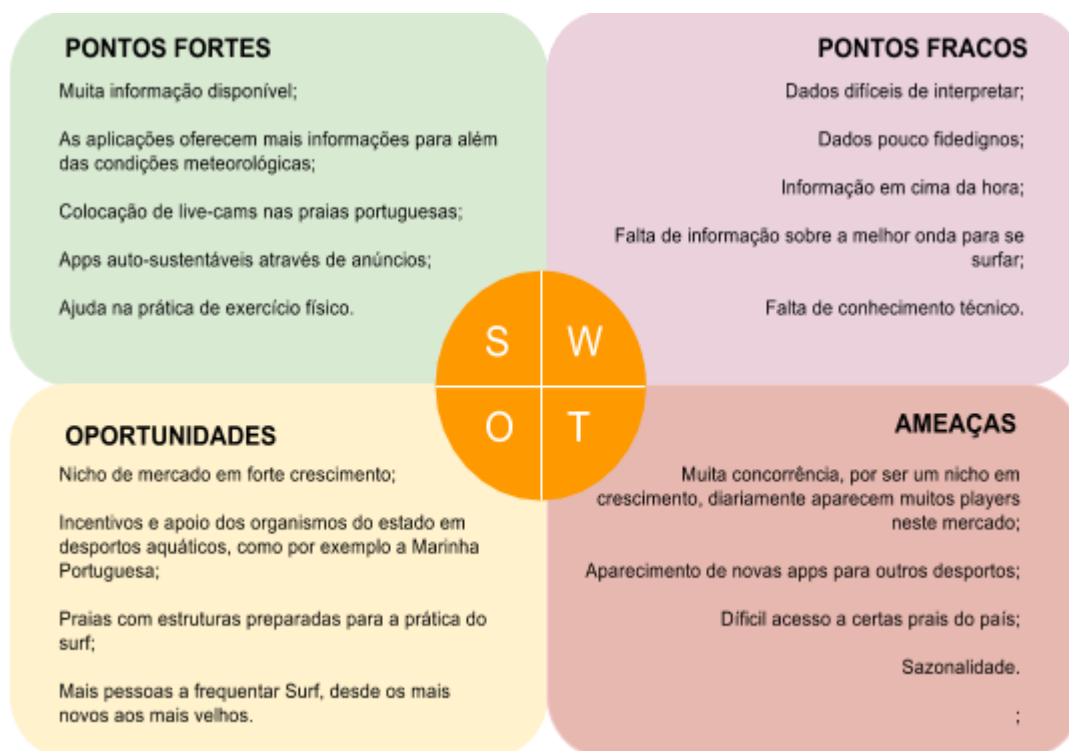 PONTOS FORTES
Muita informação disponível;
As aplicações oferecem mais informações para além
das condições meteorológicas;
Colocação de live-cams nas praias portuguesas;
Apps auto-sustentáveis através de anúncios;
Ajuda na prática de exercício físico.
PONTOS FRACOS
Dados difíceis de interpretar;
Dados pouco fidedignos;
Informação em cima da hora;
Falta de informação sobre a melhor onda para se
surfar;
Falta de conhecimento técnico.
S W
O T
OPORTUNIDADES
Nicho de mercado em forte crescimento;
Incentivos e apoio dos organismos do estado em
desportos aquáticos, como por exemplo a Marinha
Portuguesa;
Praias com estruturas preparadas para a prática do
surf;
Mais pessoas a frequentar Surf, desde os mais
novos aos mais velhos.
AMEAÇAS
Muita concorrência, por ser um nicho em
crescimento, diariamente aparecem muitos players
neste mercado;
Aparecimento de novas apps para outros desportos;
Díficil acesso a certas prais do país;
Sazonalidade.
;